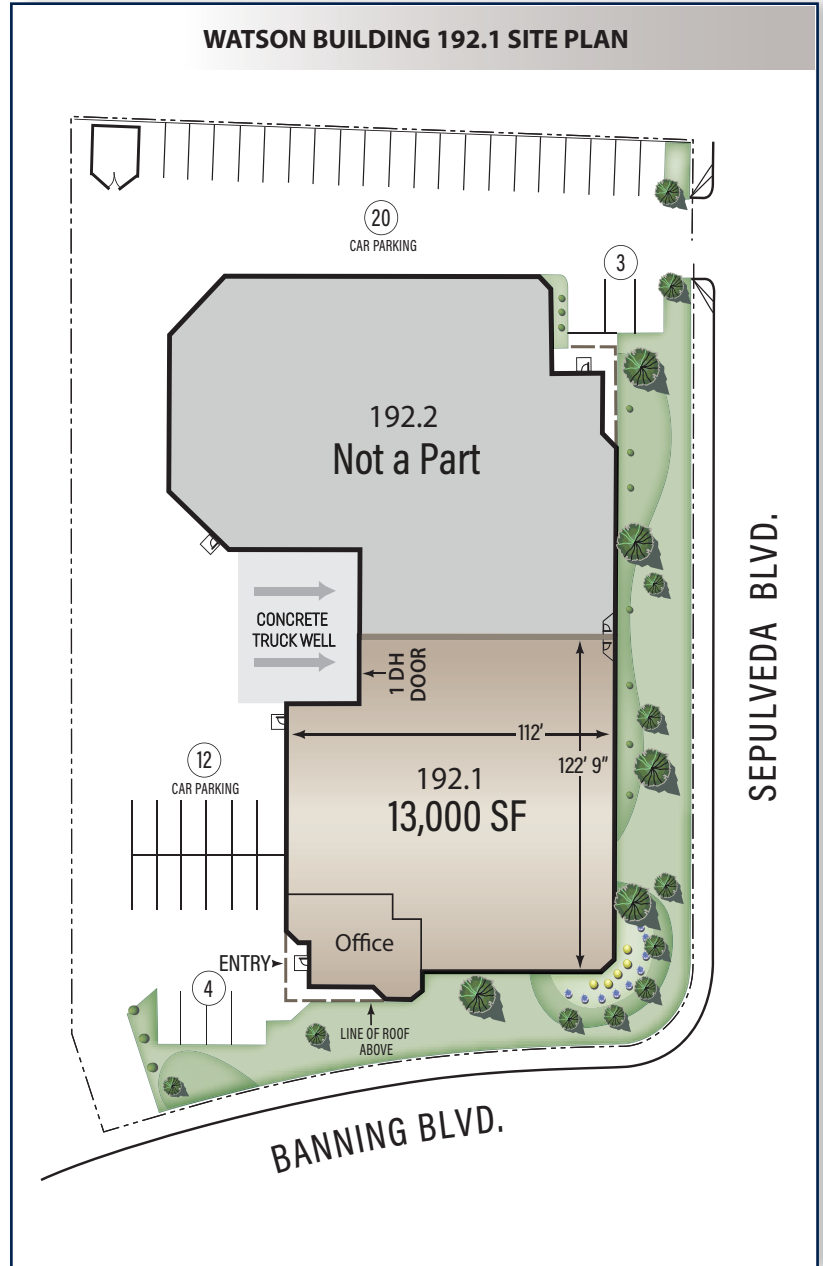 WATSON BUILDING 192.1 SITE PLAN
20
CAR PARKING
3
192.2
Not a Part
CONCRETE
TRUCK WELL
1 DH
DOOR
112'
122' 9"
192.1
13,000 SF
12
CAR PARKING
Office
ENTRY
4
LINE OF ROOF
ABOVE
SEPULVEDA BLVD.
BANNING BLVD.